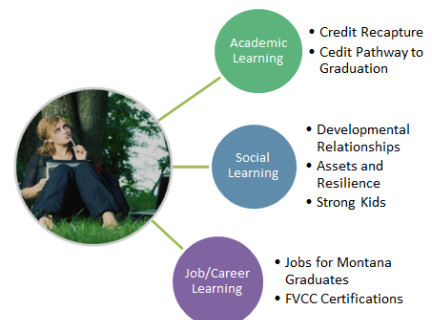 Academic
Learning
• Credit Recapture
• Cedit Pathway to
Graduation
Social
Learning
• Developmental
Relationships
• Assets and
Resilience
• Strong Kids
Job/Career
Learning
• Jobs for Montana
Graduates
• FVCC Certifications